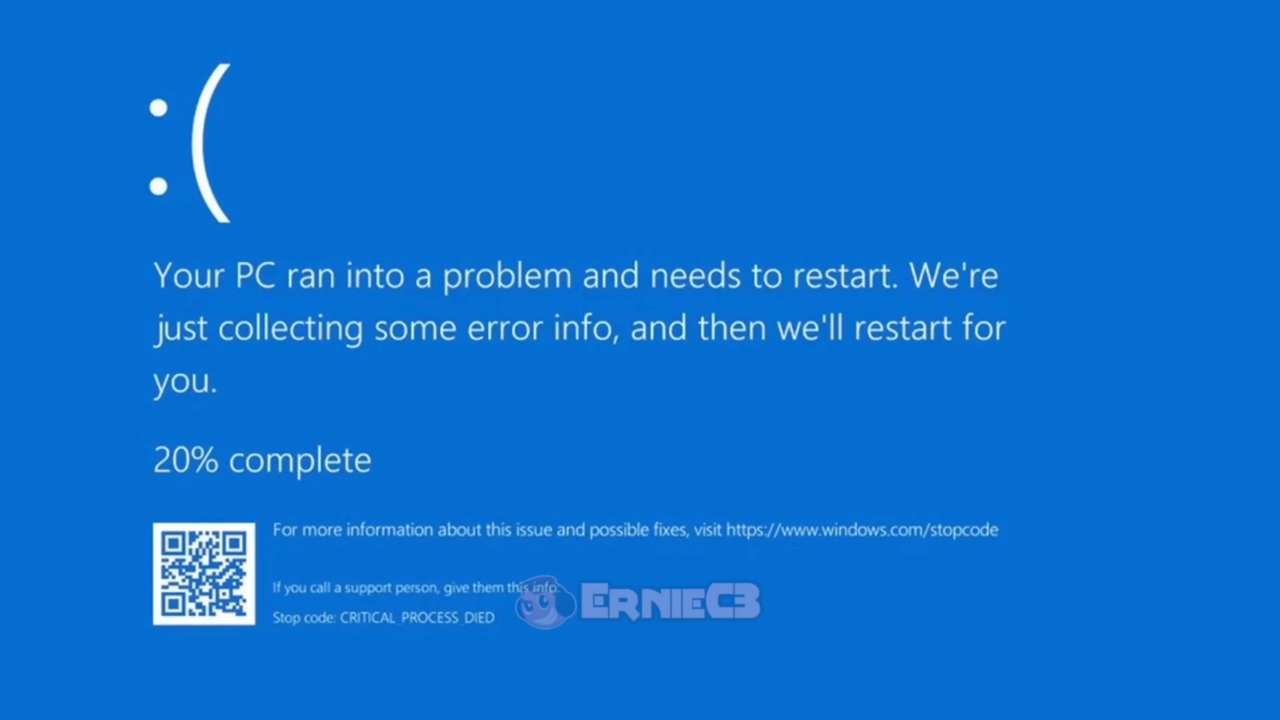 :(
Your PC ran into a problem and needs to restart. We're
just collecting some error info, and then we'll restart for
you.
20% complete
For more information about this issue and possible fixes, visit https://www.windows.com/stopcode
If you call a support person, give them this info:
Stop code: CRITICAL_PROCESS_DIED
ERNIEC3